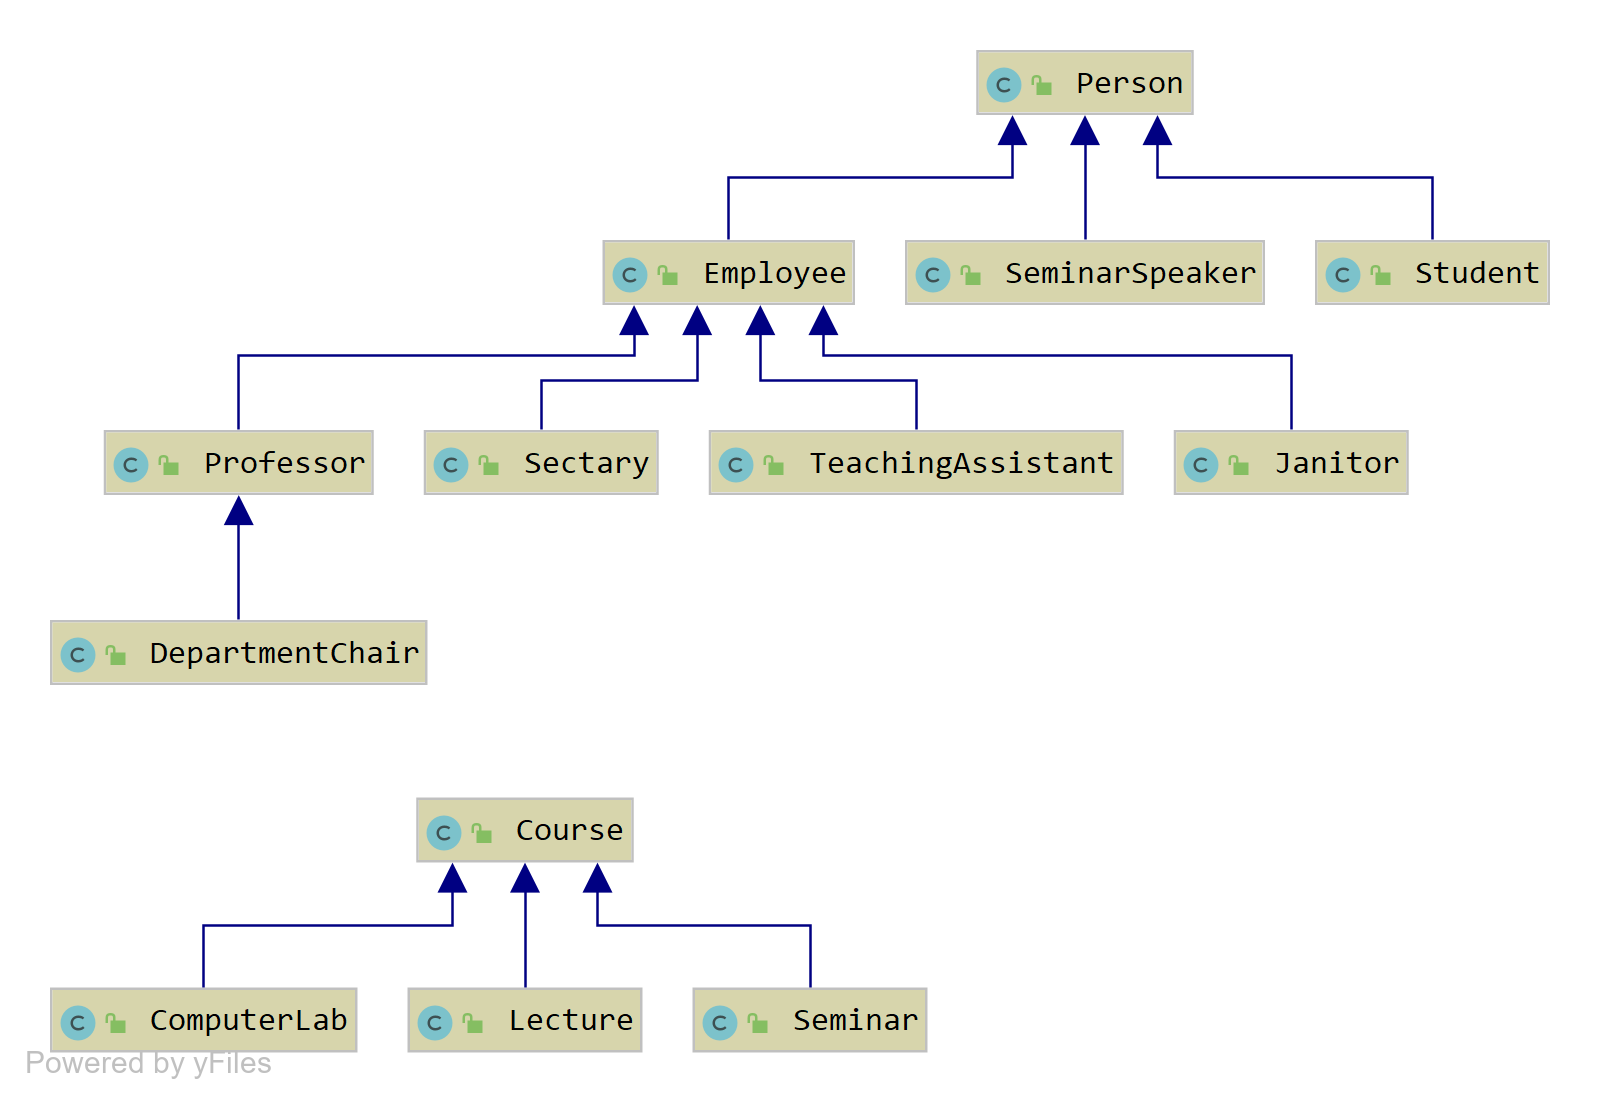 Person
Employee
SeminarSpeaker
Student
Professor
Sectary
TeachingAssistant
Janitor
DepartmentChair
Course
ComputerLab
Lecture
Seminar
Powered by yFiles